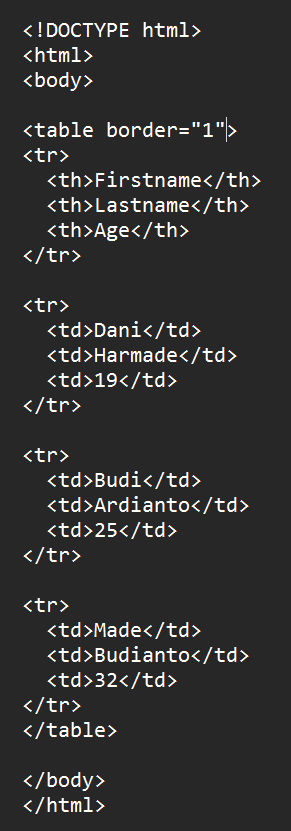 <!DOCTYPE html>
<html>
<body>

<table border="1">
<tr>
  <th>Firstname</th>
  <th>Lastname</th>
  <th>Age</th>
</tr>

<tr>
  <td>Dani</td>
  <td>Harmade</td>
  <td>19</td>
</tr>

<tr>
  <td>Budi</td>
  <td>Ardianto</td>
  <td>25</td>
</tr>

<tr>
  <td>Made</td>
  <td>Budianto</td>
  <td>32</td>
</tr>
</table>

</body>
</html>